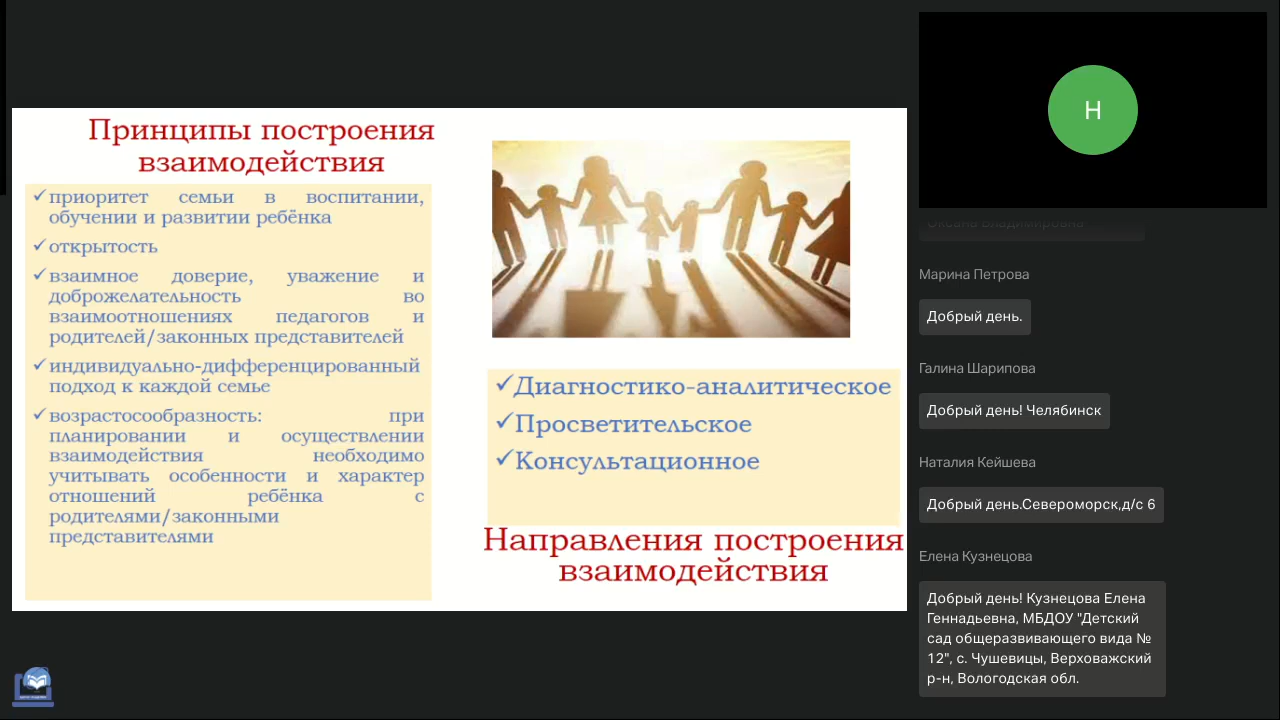 Принципы построения
взаимодействия
✓приоритет семьи в воспитании,
обучении и развитии ребёнка
✓открытость
✓взаимное доверие, уважение и
доброжелательность во
взаимоотношениях педагогов и
родителей/законных представителей
✓индивидуально-дифференцированный
подход к каждой семье
✓возрастосообразность: при
планировании и осуществлении
взаимодействия необходимо
учитывать особенности и характер
отношений ребёнка с
родителями/законными
представителями
✓Диагностико-аналитическое
✓Просветительское
✓Консультационное
Направления построения
взаимодействия
Н
Оксана Владимировна
Марина Петрова
Добрый день.
Галина Шарипова
Добрый день! Челябинск
Наталия Кейшева
Добрый день.Североморск,д/с 6
Елена Кузнецова
Добрый день! Кузнецова Елена
Геннадьевна, МБДОУ "Детский
сад общеразвивающего вида №
12", с. Чушевицы, Верховажский
р-н, Вологодская обл.